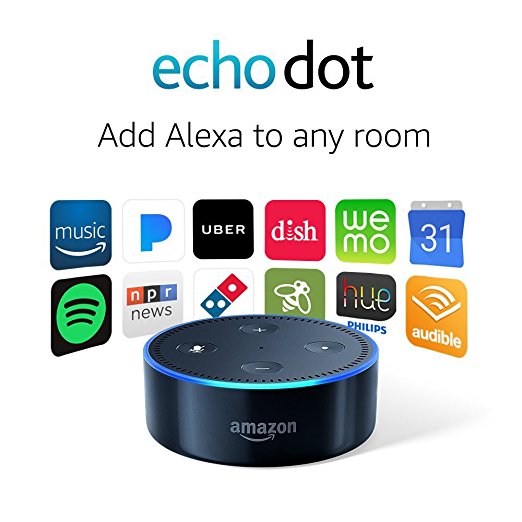 echo dot
Add Alexa to any room
music
UBER
dish
we
mo
31
npr
news
hue
PHILIPS
audible
amazon